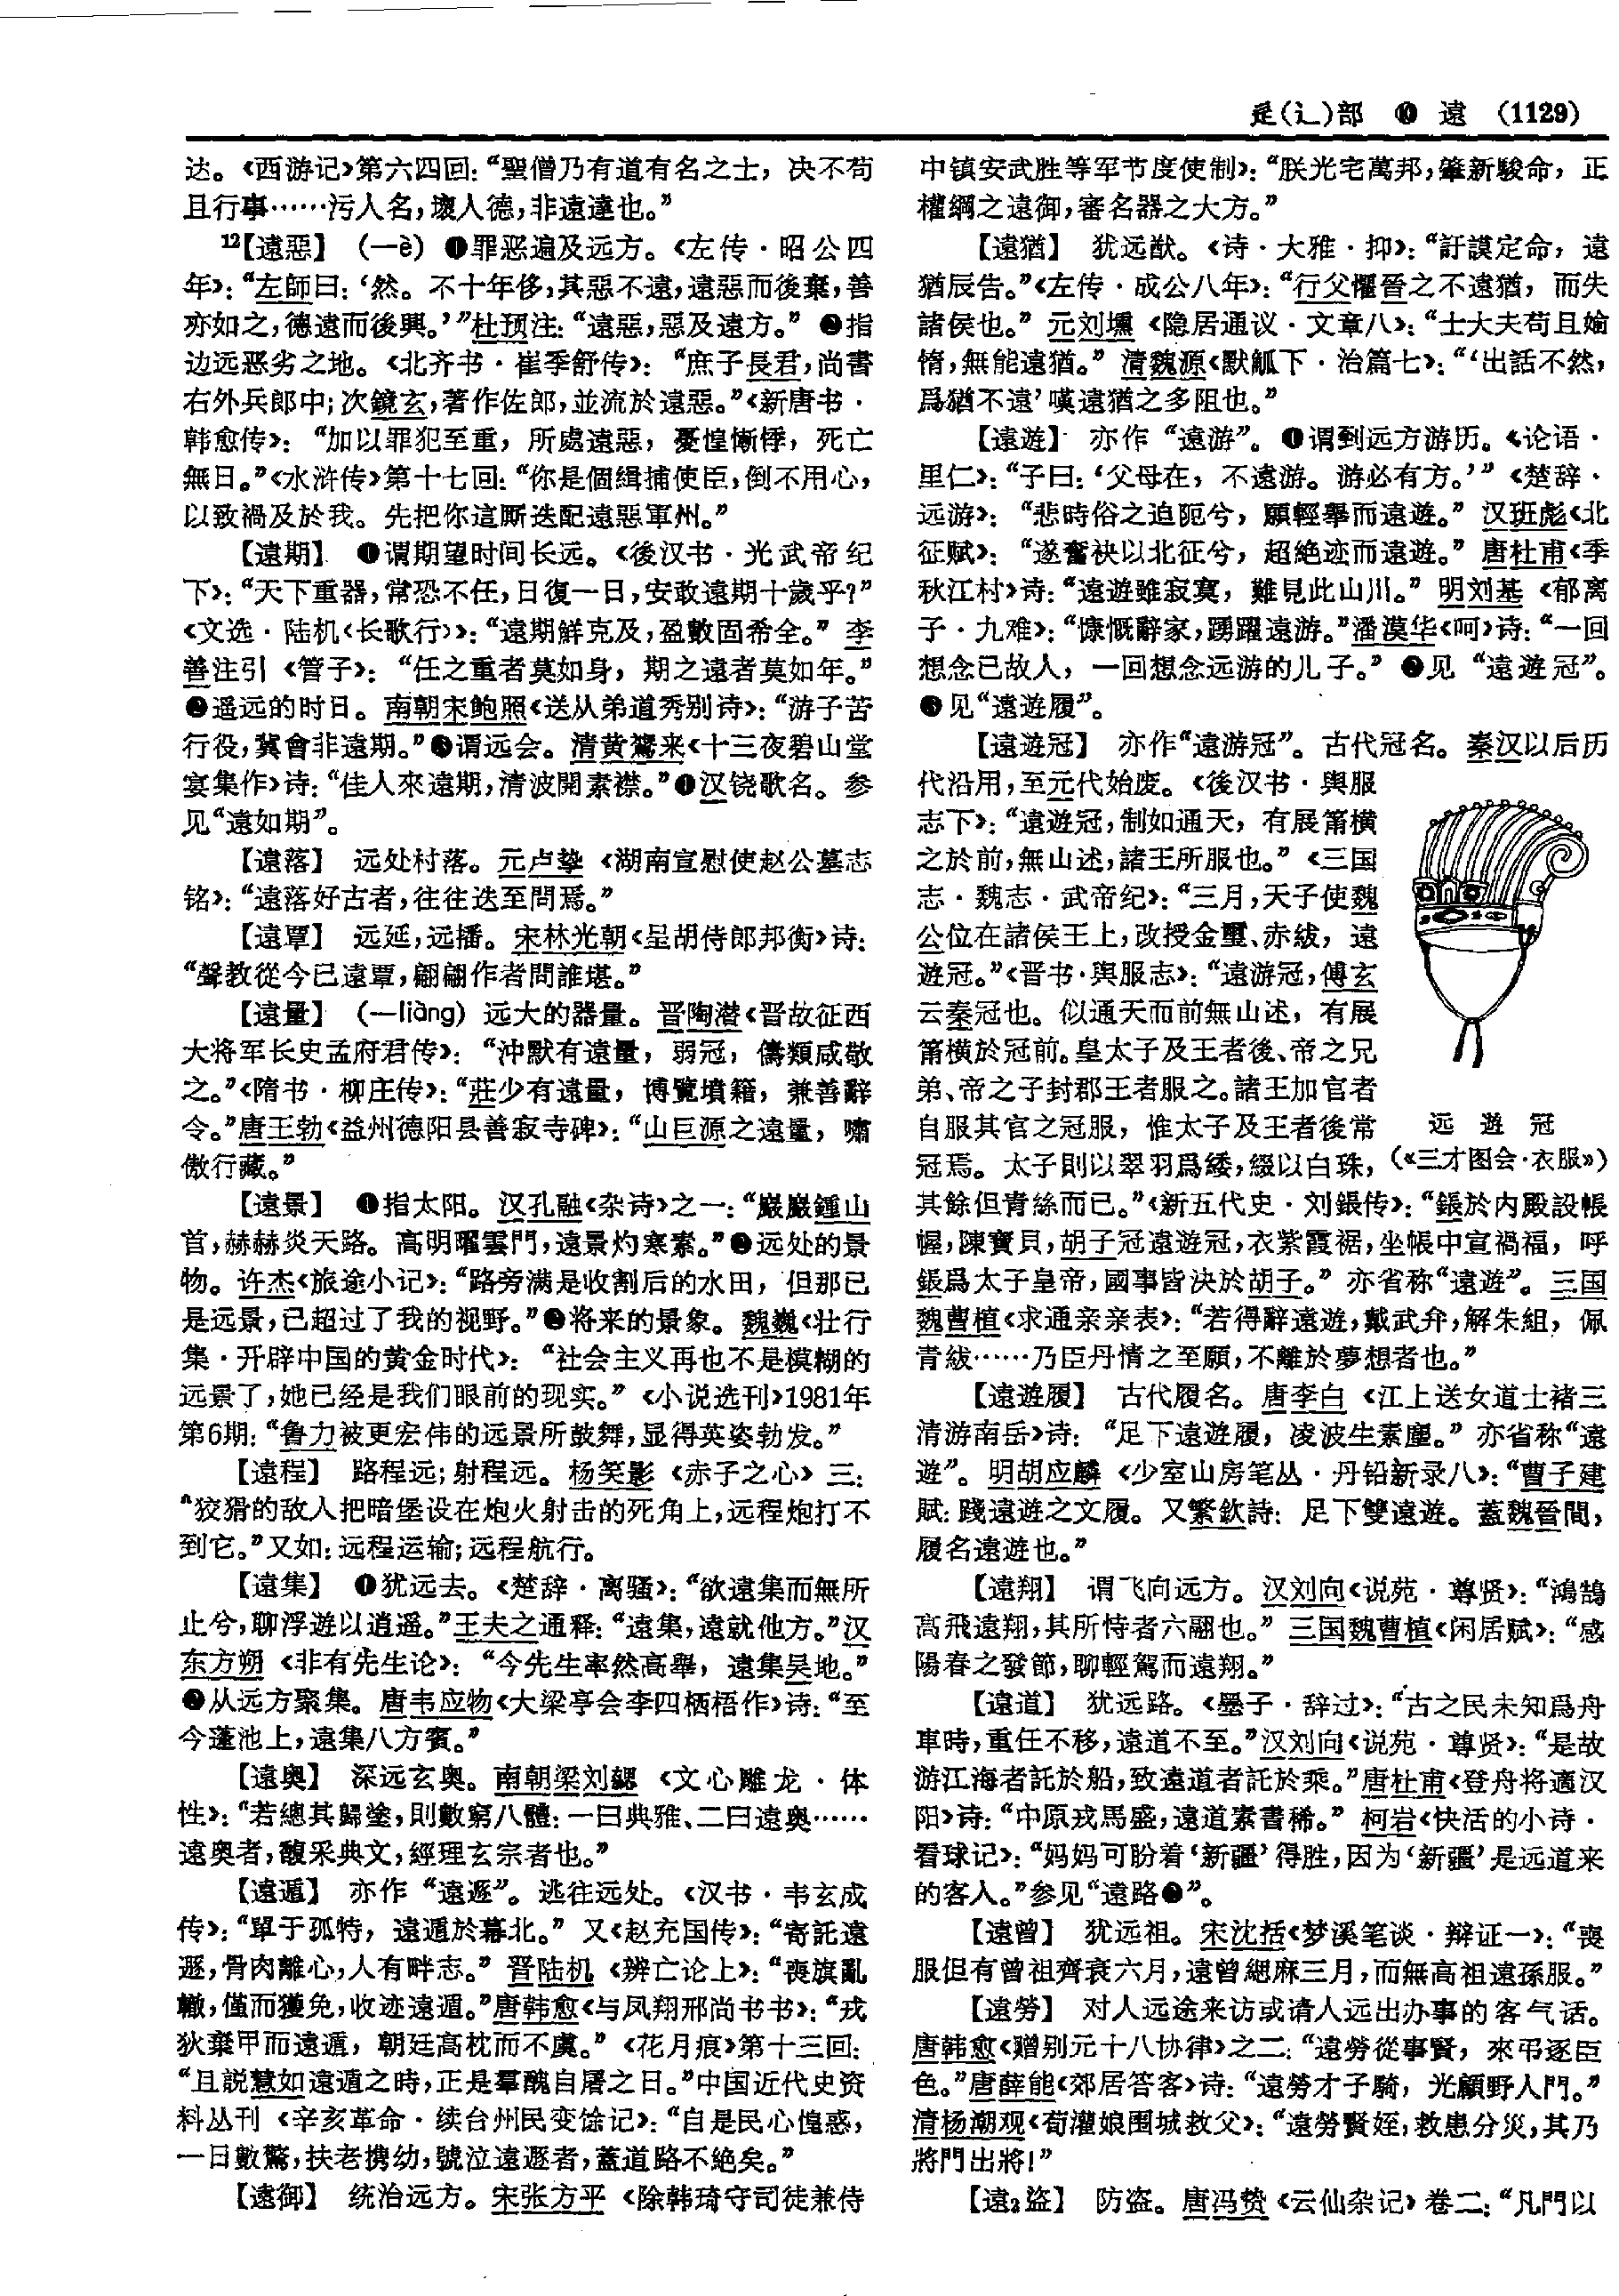 辵(辶)部 ⑩ 遠 (1129)
达。《西游记》第六四回：“聖僧乃有道有名之士，决不苟
且行事……污人名，壞人德，非遠達也。”
12【遠惡】 (—è) ❶罪恶遍及远方。《左传·昭公四
年》：“左師曰：‘然。不十年侈，其惡不遠，遠惡而後棄，善
亦如之，德遠而後興。’”杜预注：“遠惡，惡及遠方。” ❷指
边远恶劣之地。《北齐书·崔季舒传》：“庶子長君，尚書
右外兵郎中；次鏡玄，著作佐郎，並流於遠惡。”《新唐书·
韩愈传》：“加以罪犯至重，所處遠惡，憂惶慚悸，死亡
無日。”《水浒传》第十七回：“你是個緝捕使臣，倒不用心，
以致禍及於我。先把你這厮迭配遠惡軍州。”
【遠期】 ❶谓期望时间长远。《後汉书·光武帝纪
下》：“天下重器，常恐不任，日復一日，安敢遠期十歲乎？”
《文选·陆机〈长歌行〉》：“遠期鮮克及，盈數固希全。” 李
善注引《管子》：“任之重者莫如身，期之遠者莫如年。”
❷遥远的时日。南朝宋鲍照《送从弟道秀别诗》：“游子苦
行役，冀會非遠期。”❸谓远会。清黄鷟来《十三夜碧山堂
宴集作》诗：“佳人來遠期，清波開素襟。”❹汉铙歌名。参
见“遠如期”。
【遠落】 远处村落。元卢挚《湖南宣慰使赵公墓志
铭》：“遠落好古者，往往迭至問焉。”
【遠覃】 远延，远播。宋林光朝《呈胡侍郎邦衡》诗：
“聲教從今已遠覃，翩翩作者問誰堪。”
【遠量】 (—liàng) 远大的器量。晋陶潜《晋故征西
大将军长史孟府君传》：“沖默有遠量，弱冠，儔類咸敬
之。”《隋书·柳庄传》：“莊少有遠量，博覽墳籍，兼善辭
令。”唐王勃《益州德阳县善寂寺碑》：“山巨源之遠量，嘯
傲行藏。”
【遠景】 ❶指太阳。汉孔融《杂诗》之一：“巖巖鍾山
首，赫赫炎天路。高明曜雲門，遠景灼寒素。”❷远处的景
物。许杰《旅途小记》：“路旁满是收割后的水田，但那已
是远景，已超过了我的视野。”❸将来的景象。魏巍《壮行
集·开辟中国的黄金时代》：“社会主义再也不是模糊的
远景了，她已经是我们眼前的现实。”《小说选刊》1981年
第6期：“鲁力被更宏伟的远景所鼓舞，显得英姿勃发。”
【遠程】 路程远；射程远。杨笑影《赤子之心》三：
“狡猾的敌人把暗堡设在炮火射击的死角上，远程炮打不
到它。”又如：远程运输；远程航行。
【遠集】 ❶犹远去。《楚辞·离骚》：“欲遠集而無所
止兮，聊浮遊以逍遥。”王夫之通释：“遠集，遠就他方。”汉
东方朔《非有先生论》：“今先生率然高舉，遠集吴地。”
❷从远方聚集。唐韦应物《大梁亭会李四栖梧作》诗：“至
今蓬池上，遠集八方賓。”
【遠奥】 深远玄奥。南朝梁刘勰《文心雕龙·体
性》：“若總其歸塗，則數窮八體：一曰典雅、二曰遠奥……
遠奥者，馥采典文，經理玄宗者也。”
【遠遁】 亦作“遠遯”。逃往远处。《汉书·韦玄成
传》：“單于孤特，遠遁於幕北。” 又《赵充国传》：“寄託遠
遯，骨肉離心，人有畔志。” 晋陆机《辨亡论上》：“喪旗亂
轍，僅而獲免，收迹遠遁。”唐韩愈《与凤翔邢尚书书》：“戎
狄棄甲而遠遁，朝廷高枕而不虞。”《花月痕》第十三回：
“且説慧如遠遁之時，正是羣醜自屠之日。”中国近代史资
料丛刊《辛亥革命·续台州民变馀记》：“自是民心惶惑，
一日數驚，扶老携幼，號泣遠遯者，蓋道路不絶矣。”
【遠御】 统治远方。宋张方平《除韩琦守司徒兼侍
中镇安武胜等军节度使制》：“朕光宅萬邦，肇新駿命，正
權綱之遠御，審名器之大方。”
【遠猶】 犹远猷。《诗·大雅·抑》：“訏謨定命，遠
猶辰告。”《左传·成公八年》：“行父懼晉之不遠猶，而失
諸侯也。” 元刘壎《隐居通议·文章八》：“士大夫苟且媮
惰，無能遠猶。” 清魏源《默觚下·治篇七》：“‘出話不然，
爲猶不遠’嘆遠猶之多阻也。”
【遠遊】 亦作“遠游”。❶谓到远方游历。《论语·
里仁》：“子曰：‘父母在，不遠游。游必有方。’”《楚辞·
远游》：“悲時俗之迫阨兮，願輕舉而遠遊。” 汉班彪《北
征赋》：“遂奮袂以北征兮，超絶迹而遠遊。” 唐杜甫《季
秋江村》诗：“遠遊雖寂寞，難見此山川。” 明刘基《郁离
子·九难》：“慷慨辭家，踴躍遠游。”潘漠华《呵》诗：“一回
想念已故人，一回想念远游的儿子。” ❷见“遠遊冠”。
❸见“遠遊履”。
【遠遊冠】 亦作“遠游冠”。古代冠名。秦汉以后历
代沿用，至元代始废。《後汉书·舆服
志下》：“遠遊冠，制如通天，有展筩横
之於前，無山述，諸王所服也。”《三国
志·魏志·武帝纪》：“三月，天子使魏
公位在諸侯王上，改授金璽、赤紱，遠
遊冠。”《晋书·舆服志》：“遠游冠，傅玄
云秦冠也。似通天而前無山述，有展
筩横於冠前。皇太子及王者後、帝之兄
弟、帝之子封郡王者服之。諸王加官者
自服其官之冠服，惟太子及王者後常
冠焉。太子則以翠羽爲緌，綴以白珠，
远遊冠
（《三才图会·衣服》）
其餘但青絲而已。”《新五代史·刘鋹传》：“鋹於内殿設帳
幄，陳寶貝，胡子冠遠遊冠，衣紫霞裾，坐帳中宣禍福，呼
鋹爲太子皇帝，國事皆決於胡子。” 亦省称“遠遊”。三国
魏曹植《求通亲亲表》：“若得辭遠遊，戴武弁，解朱組，佩
青紱……乃臣丹情之至願，不離於夢想者也。”
【遠遊履】 古代履名。唐李白《江上送女道士褚三
清游南岳》诗：“足下遠遊履，凌波生素塵。” 亦省称“遠
遊”。明胡应麟《少室山房笔丛·丹铅新录八》：“曹子建
賦：踐遠遊之文履。又繁欽詩：足下雙遠遊。蓋魏晉間，
履名遠遊也。”
【遠翔】 谓飞向远方。汉刘向《说苑·尊贤》：“鴻鵠
高飛遠翔，其所恃者六翮也。” 三国魏曹植《闲居赋》：“感
陽春之發節，聊輕駕而遠翔。”
【遠道】 犹远路。《墨子·辞过》：“古之民未知爲舟
車時，重任不移，遠道不至。”汉刘向《说苑·尊贤》：“是故
游江海者託於船，致遠道者託於乘。”唐杜甫《登舟将適汉
阳》诗：“中原戎馬盛，遠道素書稀。” 柯岩《快活的小诗·
看球记》：“妈妈可盼着‘新疆’得胜，因为‘新疆’是远道来
的客人。”参见“遠路❷”。
【遠曾】 犹远祖。宋沈括《梦溪笔谈·辩证一》：“喪
服但有曾祖齊衰六月，遠曾緦麻三月，而無高祖遠孫服。”
【遠勞】 对人远途来访或请人远出办事的客气话。
唐韩愈《赠别元十八协律》之二：“遠勞從事賢，來弔逐臣
色。”唐薛能《郊居答客》诗：“遠勞才子騎，光顧野人門。”
清杨潮观《荀灌娘围城救父》：“遠勞賢姪，救患分災，其乃
將門出將！”
【遠2盜】 防盗。唐冯贽《云仙杂记》卷二：“凡門以